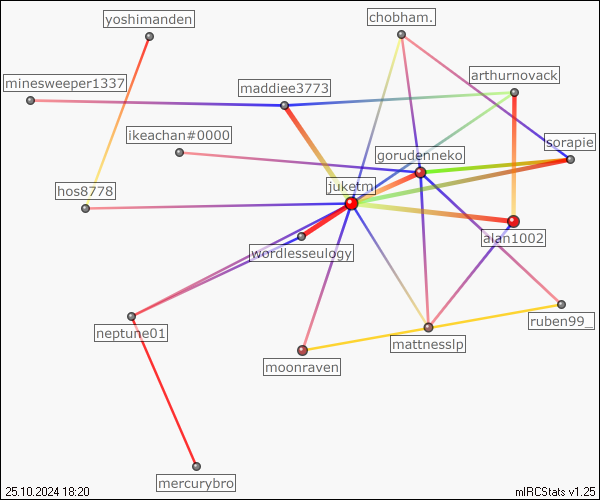 yoshimanden
chobham.
arthurnovack
minesweeper1337
maddiee3773
ikeachan#0000
sorapie
gorudenneko
juketm
hos8778
alan1002
wordlesseulogy
neptune01
ruben99_
mattnesslp
moonraven
mercurybro
25.10.2024 18:20
mIRCStats v1.25